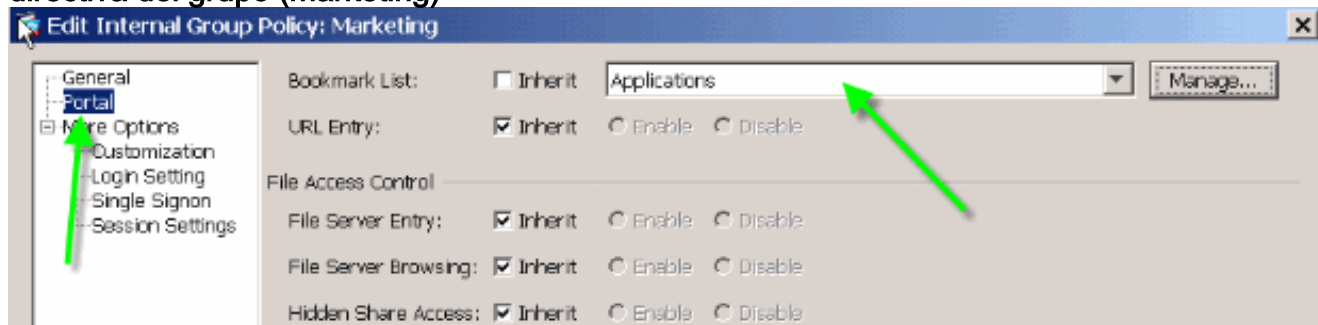 directiva del grupo (Marketing)
Edit Internal Group Policy: Marketing
General
Portal
More Options
Customization
Login Setting
Single Signon
Session Settings
Bookmark List: Inherit Applications Manage...
URL Entry: Inherit Enable Disable
File Access Control
File Server Entry: Inherit Enable Disable
File Server Browsing: Inherit Enable Disable
Hidden Share Access: Inherit Enable Disable